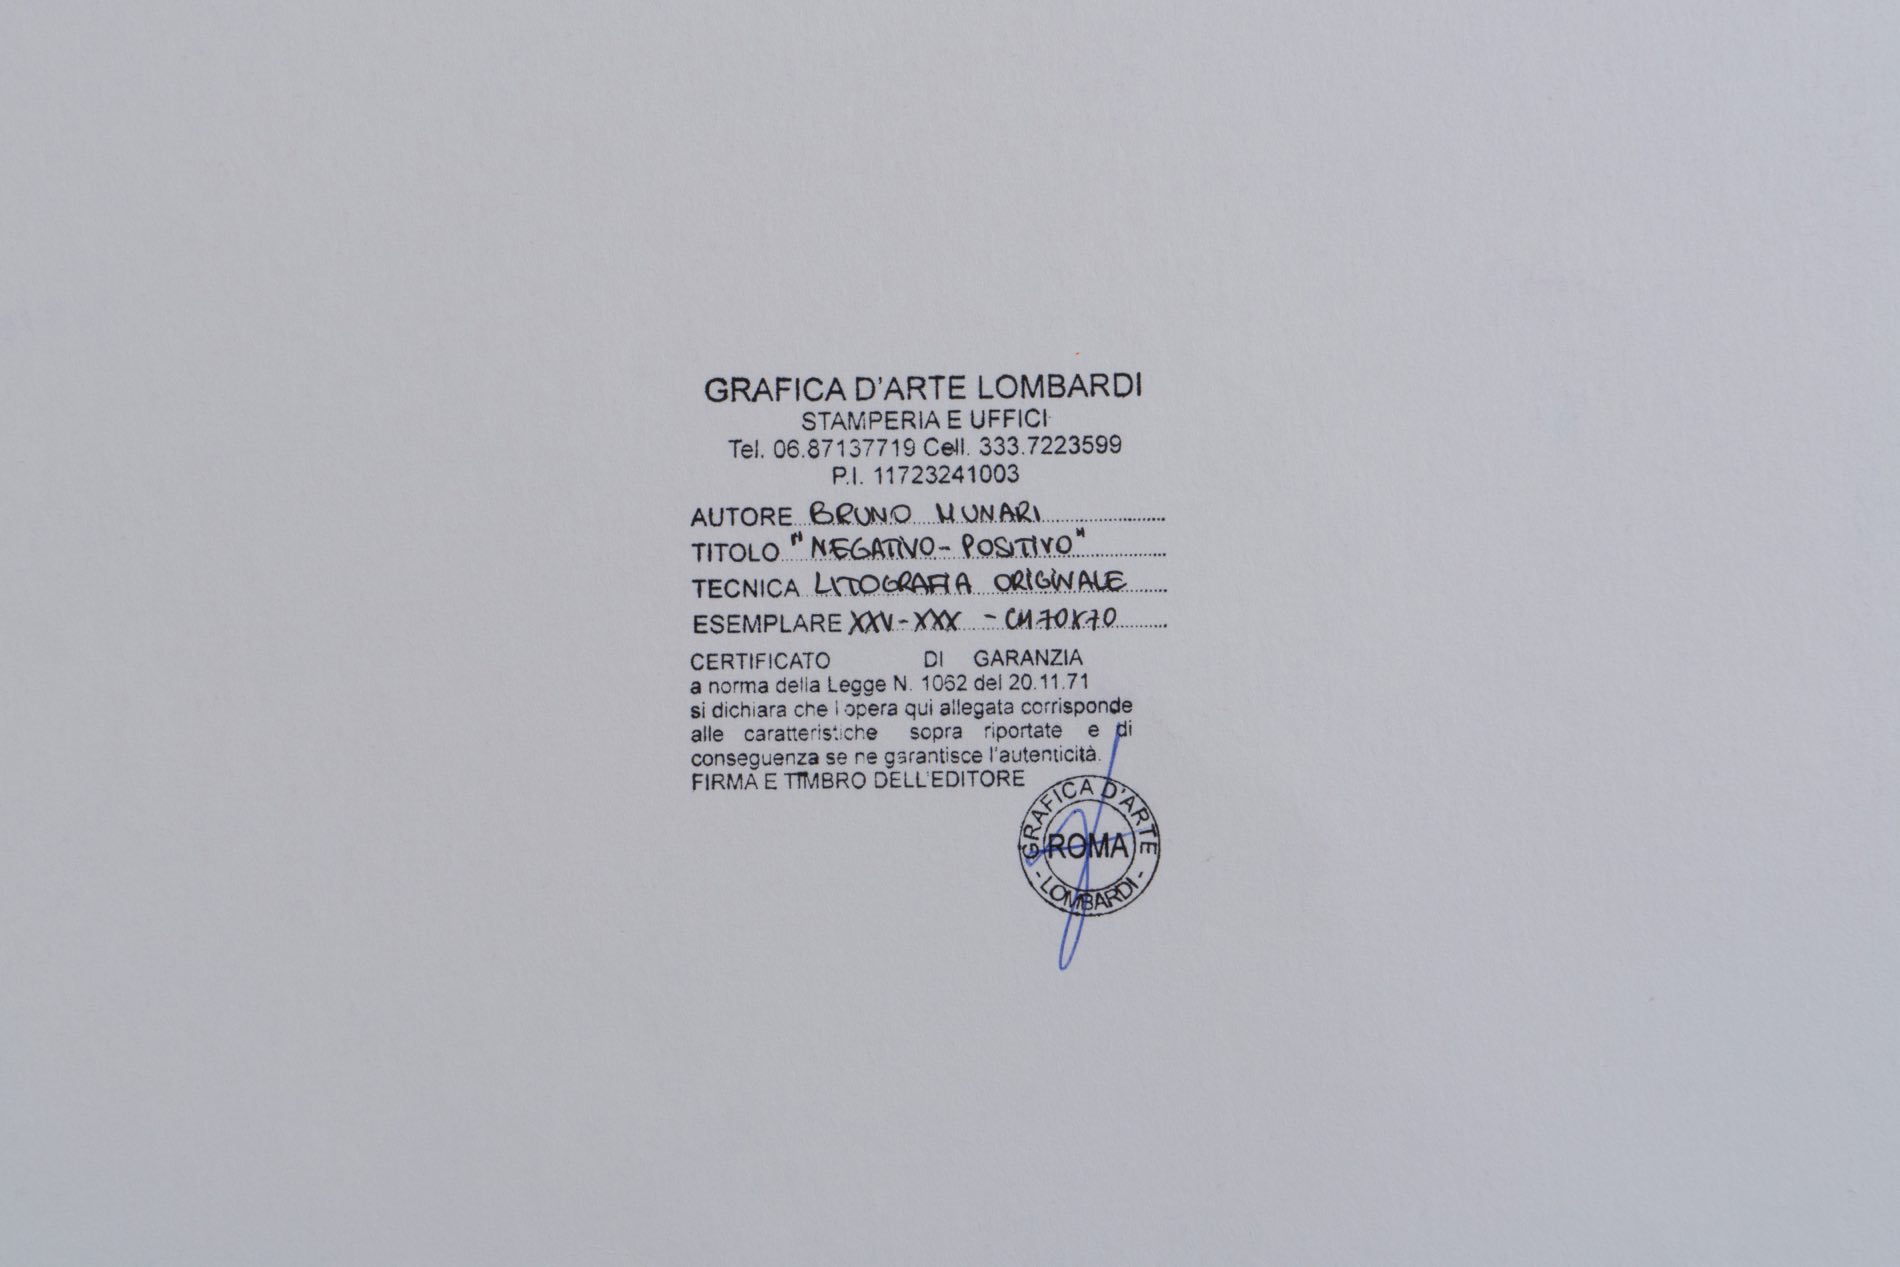 GRAFICA D'ARTE LOMBARDI
STAMPERIA E UFFICI
Tel. 06.87137719 Cell. 333.7223599
P.I. 11723241003
AUTORE BRUNO MUNARI
TITOLO "NEGATIVO-POSITIVO"
TECNICA LITOGRAFIA ORIGINALE
ESEMPLARE XXV-XXX - CM 70X70
CERTIFICATO DI GARANZIA
a norma della Legge N. 1062 del 20.11.71
si dichiara che l'opera qui allegata corrisponde
alle caratteristiche sopra riportate e di
conseguenza se ne garantisce l'autenticità.
FIRMA E TIMBRO DELL'EDITORE
GRAFICA D'ARTE
ROMA
- LOMBARDI -